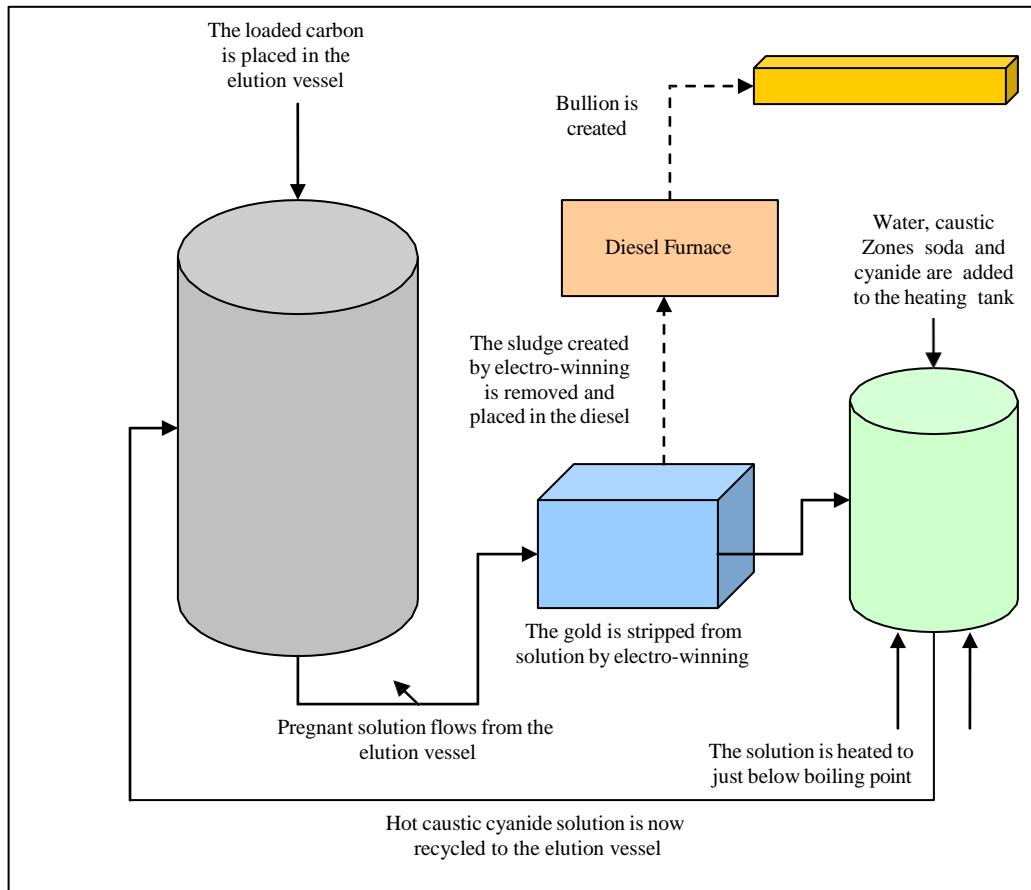 The loaded carbon
is placed in the
elution vessel
Bullion is
created
Diesel Furnace
Water, caustic
Zones soda and
cyanide are added
to the heating tank
The sludge created
by electro-winning
is removed and
placed in the diesel
The gold is stripped from
solution by electro-winning
Pregnant solution flows from the
elution vessel
The solution is heated to
just below boiling point
Hot caustic cyanide solution is now
recycled to the elution vessel